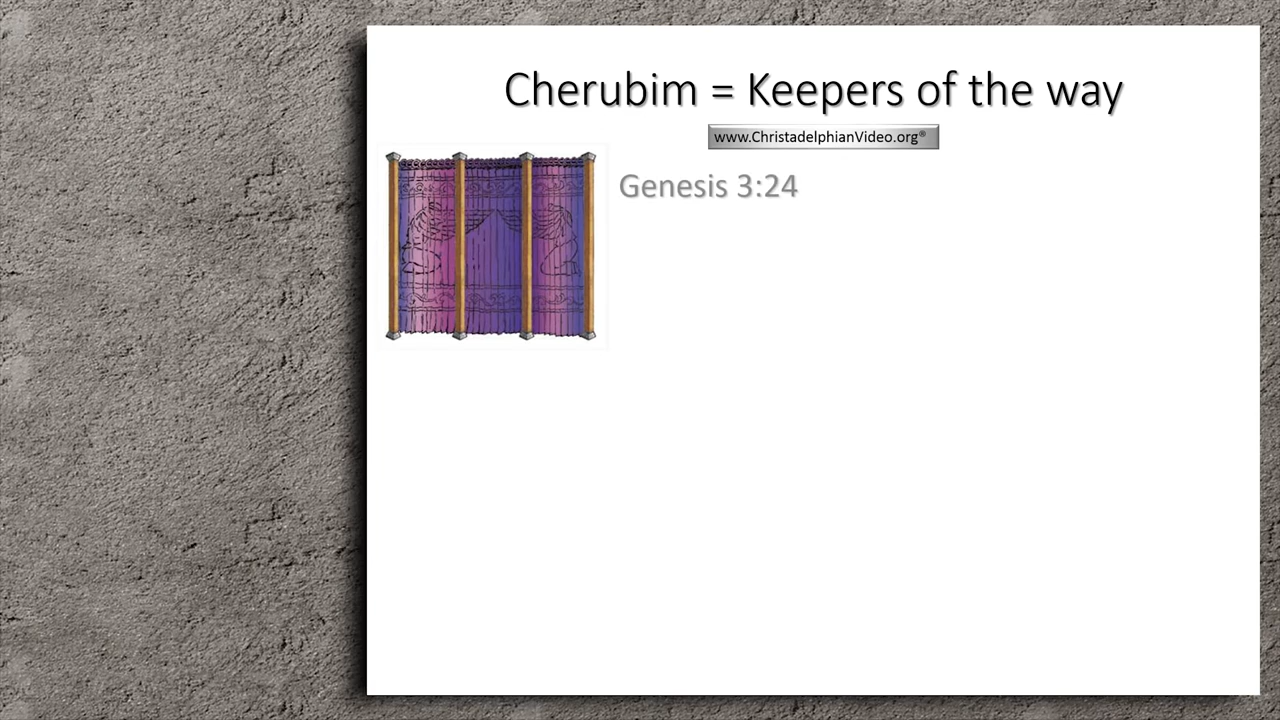 Cherubim = Keepers of the way
www.ChristadelphianVideo.org®
Genesis 3:24